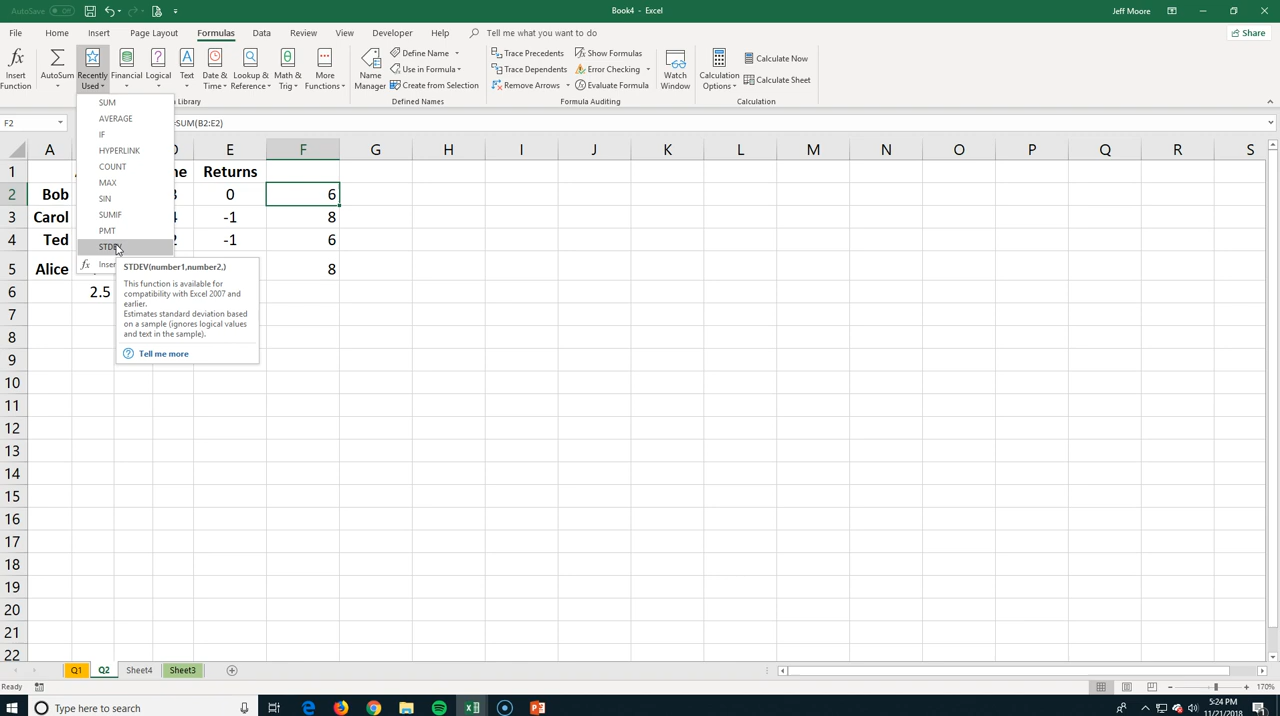 AutoSave Off
Book4 - Excel
Jeff Moore
File Home Insert Page Layout Formulas Data Review View Developer Help Tell me what you want to do Share
Insert Function
AutoSum
Recently Used
Financial
Logical
Text
Date & Time
Lookup & Reference
Math & Trig
More Functions
Name Manager
Define Name
Use in Formula
Create from Selection
Trace Precedents
Trace Dependents
Remove Arrows
Show Formulas
Error Checking
Evaluate Formula
Watch Window
Calculation Options
Calculate Now
Calculate Sheet
Library Defined Names Formula Auditing Calculation
F2 =SUM(B2:E2)
SUM
AVERAGE
IF
HYPERLINK
COUNT
MAX
SIN
SUMIF
PMT
STDEV
fx Inser
STDEV(number1,number2,)
This function is available for
compatibility with Excel 2007 and
earlier.
Estimates standard deviation based
on a sample (ignores logical values
and text in the sample).
Tell me more
A E F G H I J K L M N O P Q R S
1 Returns
2 Bob 0 6
3 Carol -1 8
4 Ted -1 6
5 Alice 8
6 2.5
7
8
9
10
11
12
13
14
15
16
17
18
19
20
21
22
Q1 Q2 Sheet4 Sheet3
Ready 170%
Type here to search
5:24 PM
11/21/2018